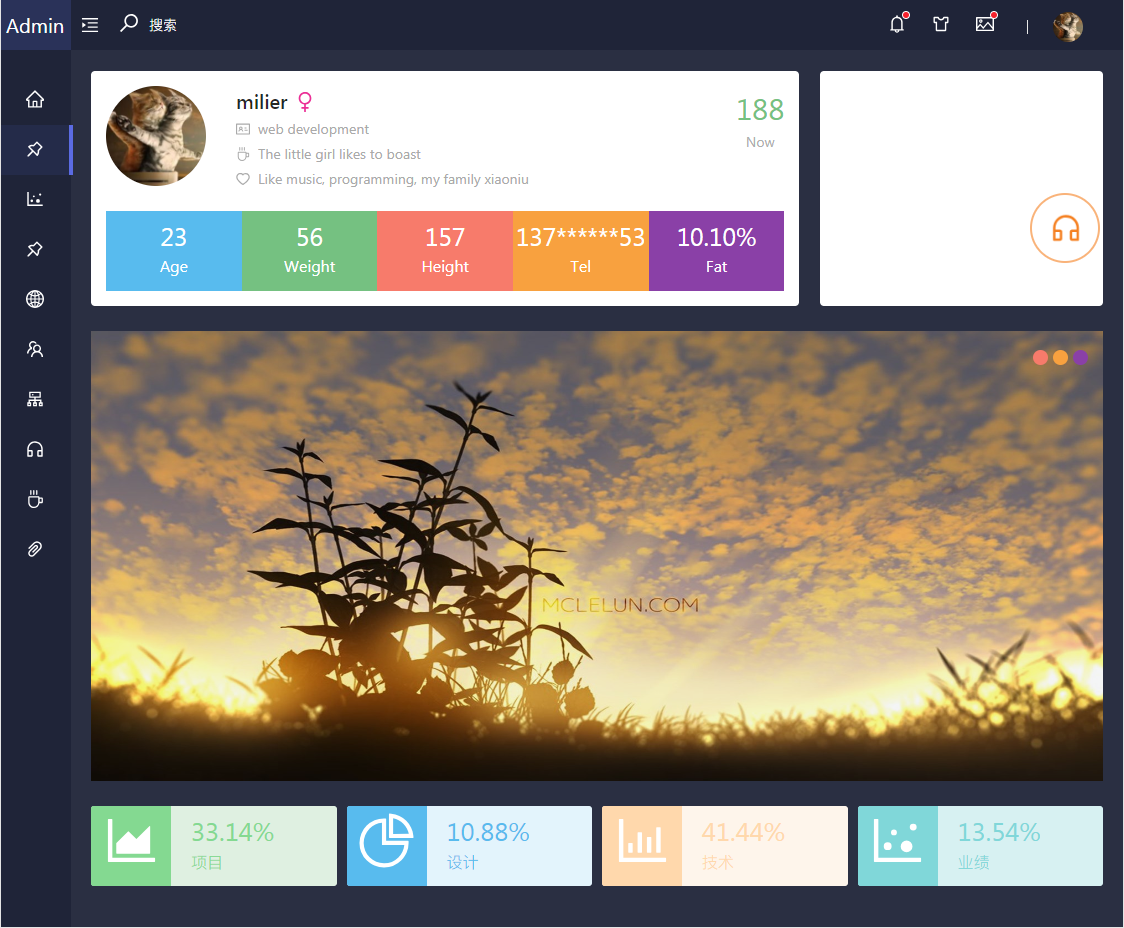 Admin
搜索
milier
web development
The little girl likes to boast
Like music, programming, my family xiaoniu
188
Now
23
Age
56
Weight
157
Height
137******53
Tel
10.10%
Fat
MCLELUN.COM
33.14%
项目
10.88%
设计
41.44%
技术
13.54%
业绩